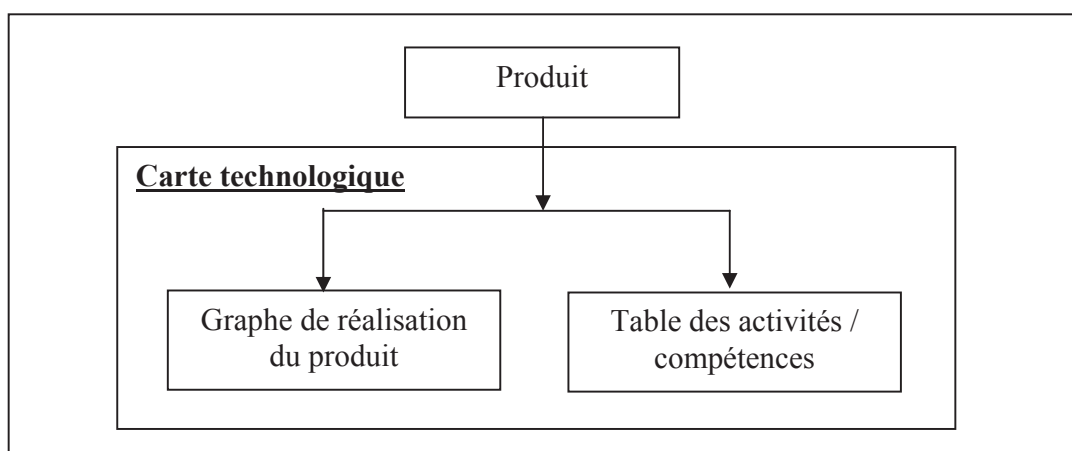 Produit
Carte technologique
Graphe de réalisation
du produit
Table des activités /
compétences